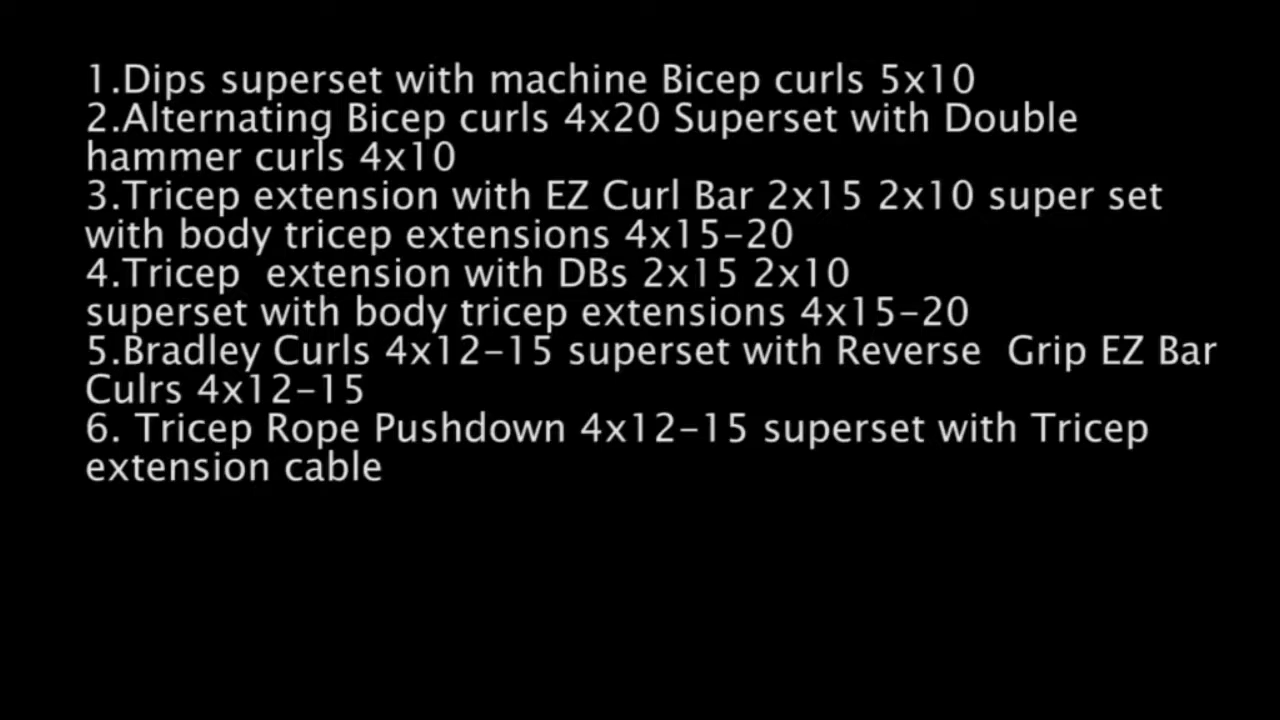 1.Dips superset with machine Bicep curls 5x10
2.Alternating Bicep curls 4x20 Superset with Double
hammer curls 4x10
3.Tricep extension with EZ Curl Bar 2x15 2x10 super set
with body tricep extensions 4x15-20
4.Tricep  extension with DBs 2x15 2x10
superset with body tricep extensions 4x15-20
5.Bradley Curls 4x12-15 superset with Reverse  Grip EZ Bar
Culrs 4x12-15
6. Tricep Rope Pushdown 4x12-15 superset with Tricep
extension cable